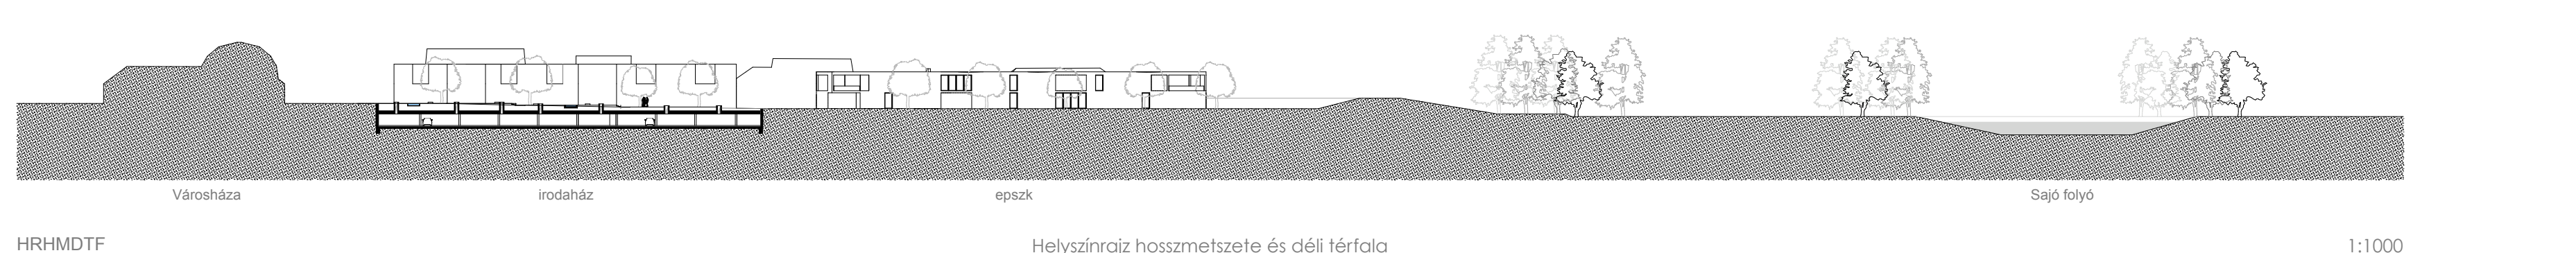 Városháza
irodaház
epszk
Sajó folyó
HRHMDTF
Helyszínrajz hosszmetszete és déli térfala
1:1000